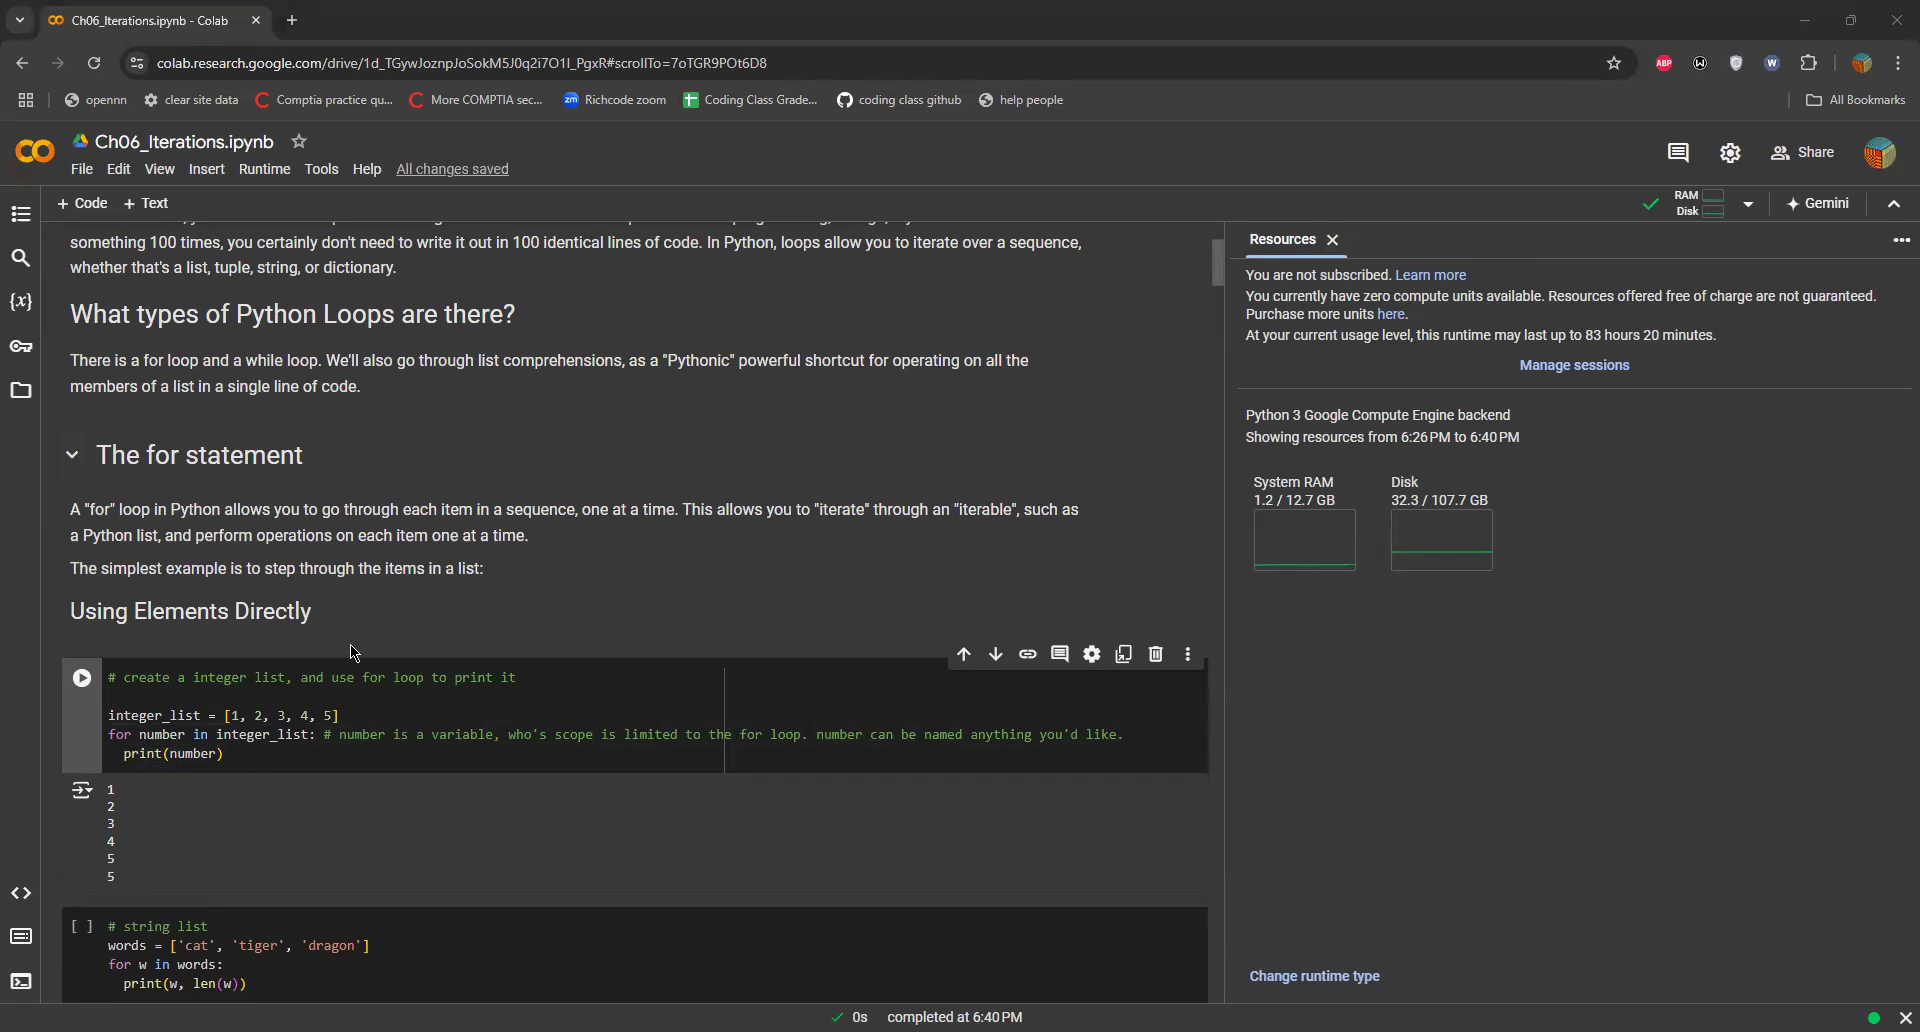 Ch06_Iterations.ipynb - Colab
colab.research.google.com/drive/1d_TGywJoznpJoSokM5J0q2i7O1I_PgxR#scrollTo=7oTGR9POt6D8
ABP
W
opennn
clear site data
Comptia practice qu...
More COMPTIA sec...
zm Richcode zoom
Coding Class Grade...
coding class github
help people
All Bookmarks
Ch06_Iterations.ipynb
File Edit View Insert Runtime Tools Help All changes saved
Share
+ Code + Text
RAM
Disk
Gemini
something 100 times, you certainly don't need to write it out in 100 identical lines of code. In Python, loops allow you to iterate over a sequence,
whether that's a list, tuple, string, or dictionary.
What types of Python Loops are there?
There is a for loop and a while loop. We'll also go through list comprehensions, as a "Pythonic" powerful shortcut for operating on all the
members of a list in a single line of code.
The for statement
A "for" loop in Python allows you to go through each item in a sequence, one at a time. This allows you to "iterate" through an "iterable", such as
a Python list, and perform operations on each item one at a time.
The simplest example is to step through the items in a list:
Using Elements Directly
# create a integer list, and use for loop to print it
integer_list = [1, 2, 3, 4, 5]
for number in integer_list: # number is a variable, who's scope is limited to the for loop. number can be named anything you'd like.
print(number)
1
2
3
4
5
5
[ ] # string list
words = ['cat', 'tiger', 'dragon']
for w in words:
print(w, len(w))
Resources
You are not subscribed. Learn more
You currently have zero compute units available. Resources offered free of charge are not guaranteed.
Purchase more units here.
At your current usage level, this runtime may last up to 83 hours 20 minutes.
Manage sessions
Python 3 Google Compute Engine backend
Showing resources from 6:26 PM to 6:40 PM
System RAM
1.2 / 12.7 GB
Disk
32.3 / 107.7 GB
Change runtime type
0s completed at 6:40 PM